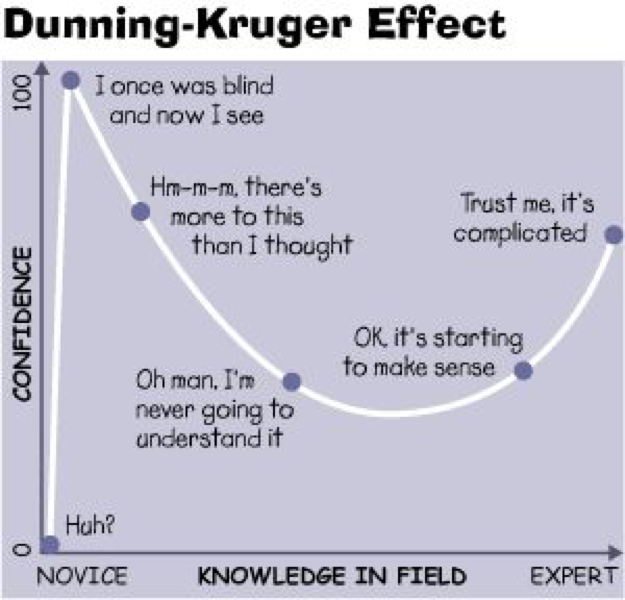 Dunning-Kruger Effect
100
I once was blind
and now I see
Hm-m-m, there's
more to this
than I thought
Trust me, it's
complicated
CONFIDENCE
OK, it's starting
to make sense
Oh man, I'm
never going to
understand it
Huh?
0
NOVICE
KNOWLEDGE IN FIELD
EXPERT